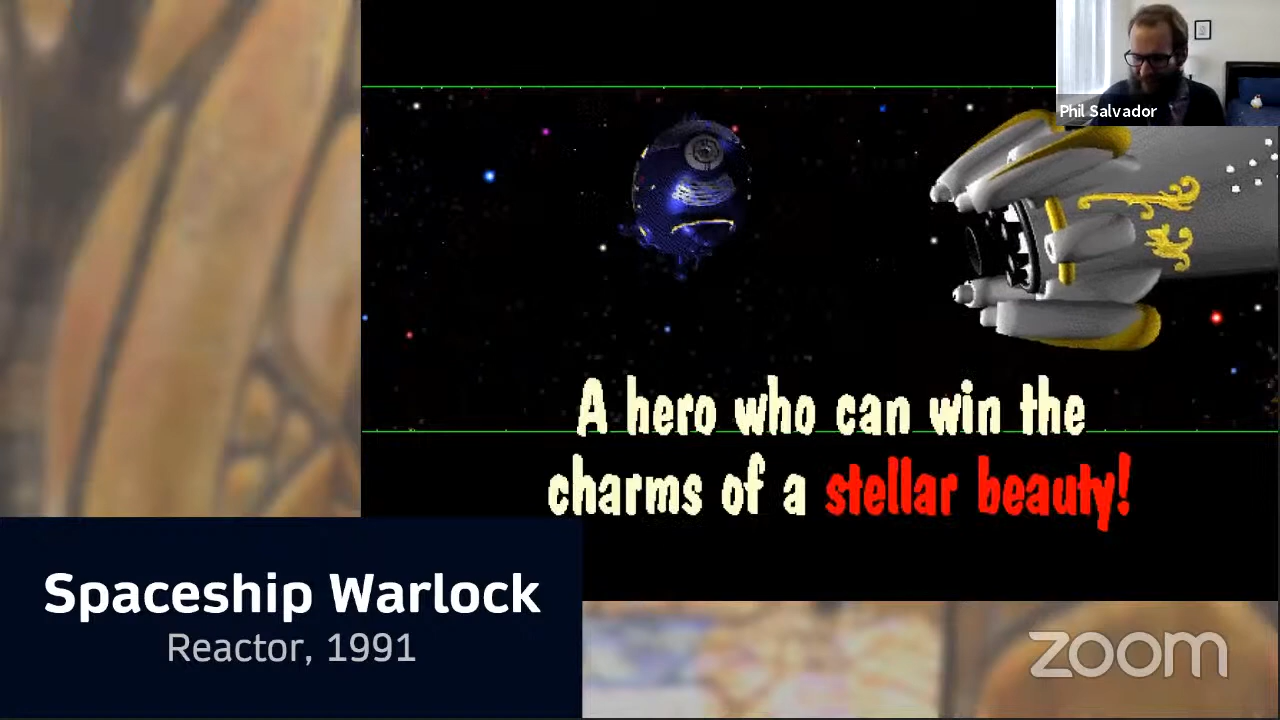 Phil Salvador
A hero who can win the
charms of a stellar beauty!
Spaceship Warlock
Reactor, 1991
zoom